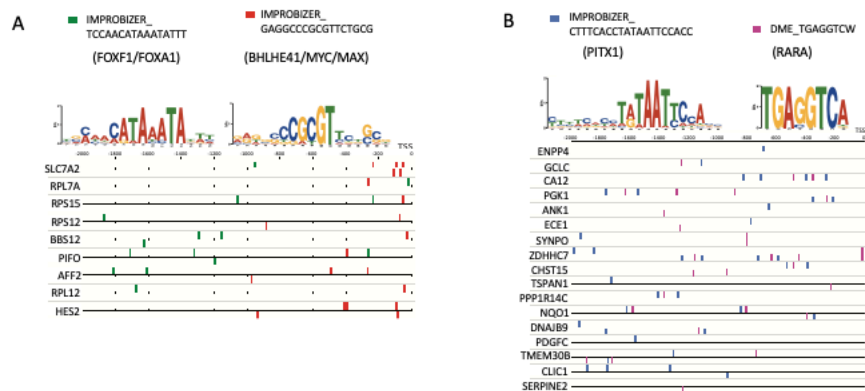 A
IMPROBIZER_
TCCAACATAAATATTT
(FOXF1/FOXA1)
IMPROBIZER_
GAGGCCCGCGTTCTGCG
(BHLHE41/MYC/MAX)
TSS
0
SLC7A2
RPL7A
RPS15
RPS12
BBS12
PIFO
AFF2
RPL12
HES2
B
IMPROBIZER_
CTTTCACCTATAATTCCACC
(PITX1)
DME_TGAGGTCW
(RARA)
TGAGGTCA
ENPP4
GCLC
CA12
PGK1
ANK1
ECE1
SYNPO
ZDHHC7
CHST15
TSPAN1
PPP1R14C
NQO1
DNAJB9
PDGFC
TMEM30B
CLIC1
SERPINE2